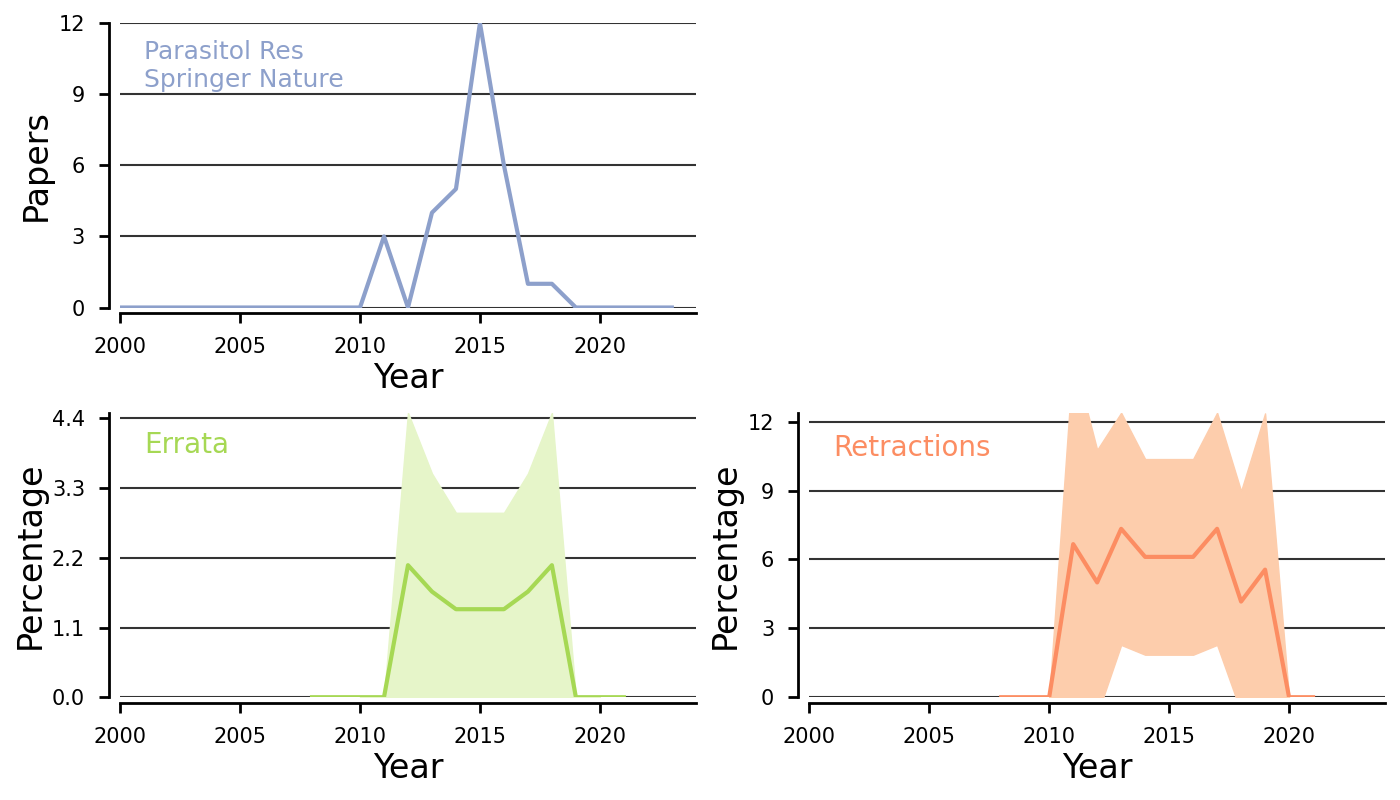 Parasitol Res
Springer Nature
Papers
12
9
6
3
0
2000 2005 2010 2015 2020
Year
Errata
Percentage
4.4
3.3
2.2
1.1
0.0
2000 2005 2010 2015 2020
Year
Retractions
Percentage
12
9
6
3
0
2000 2005 2010 2015 2020
Year